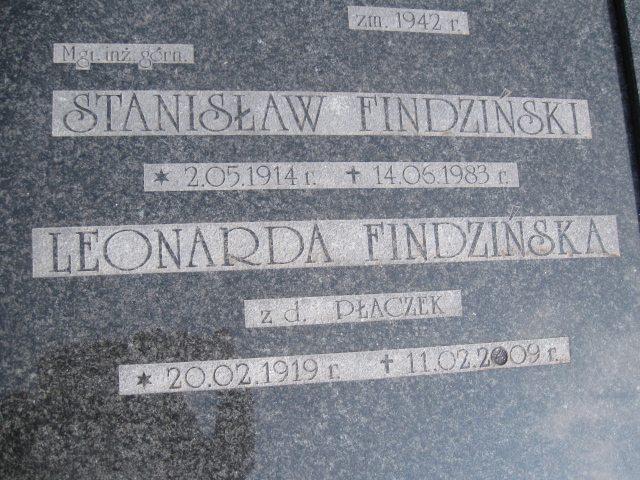 zm. 1942 r.
Mgr. inż. górn.
STANISŁAW FINDZIŃSKI
* 2.05.1914 r. ✝ 14.06.1983 r.
LEONARDA FINDZIŃSKA
z d. PŁACZEK
* 20.02.1919 r. ✝ 11.02.2009 r.